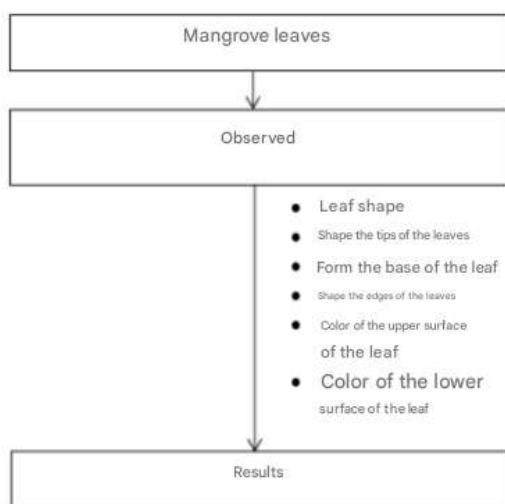 Mangrove leaves
Observed
● Leaf shape
● Shape the tips of the leaves
● Form the base of the leaf
● Shape the edges of the leaves
● Color of the upper surface
of the leaf
● Color of the lower
surface of the leaf
Results